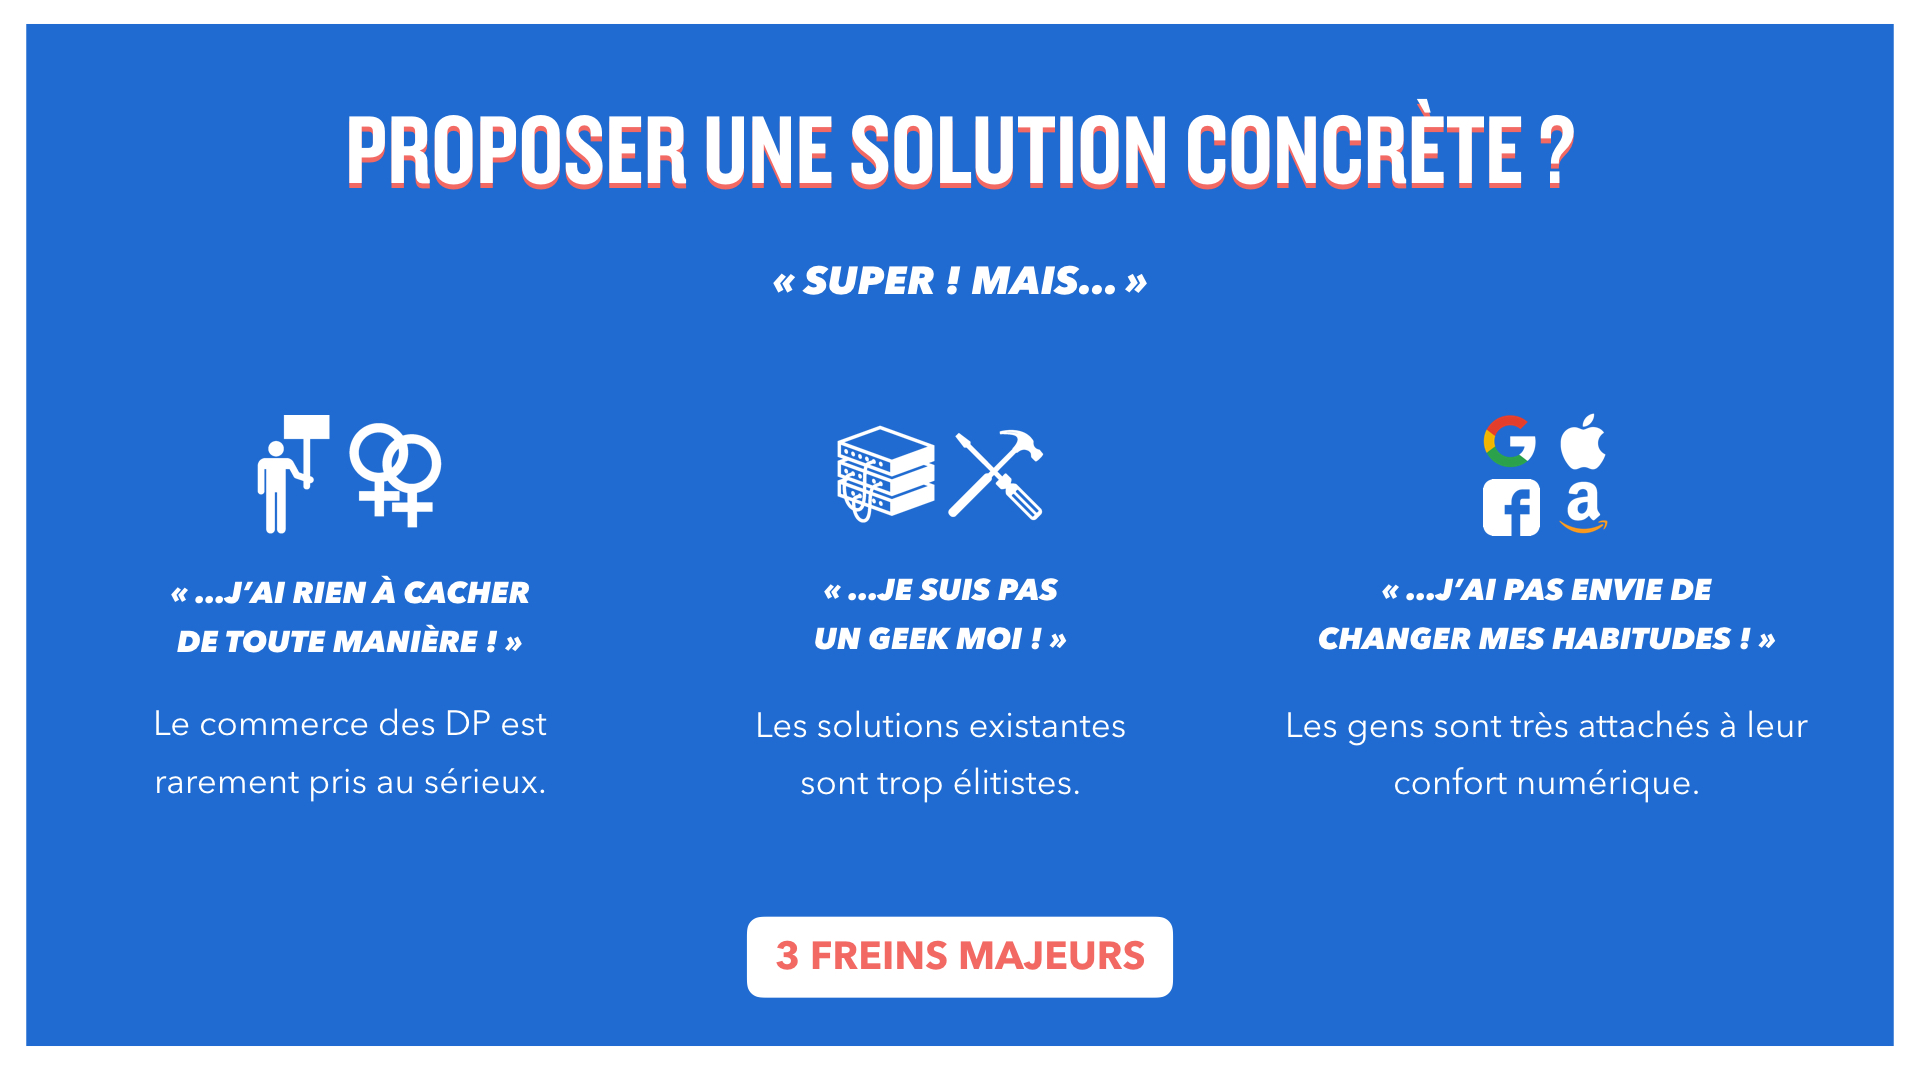 PROPOSER UNE SOLUTION CONCRÈTE ?
« SUPER ! MAIS... »
« ...J’AI RIEN À CACHER
DE TOUTE MANIÈRE ! »
Le commerce des DP est
rarement pris au sérieux.
« ...JE SUIS PAS
UN GEEK MOI ! »
Les solutions existantes
sont trop élitistes.
« ...J’AI PAS ENVIE DE
CHANGER MES HABITUDES ! »
Les gens sont très attachés à leur
confort numérique.
3 FREINS MAJEURS